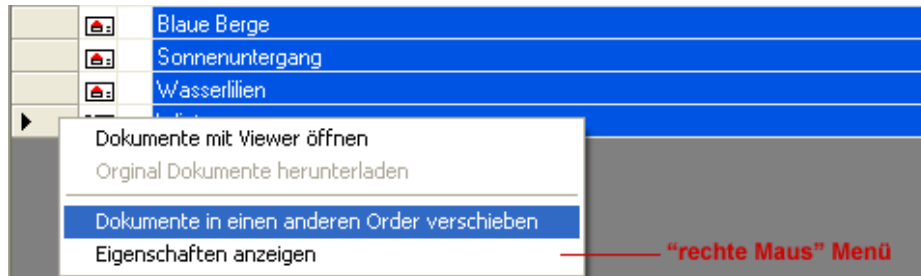 Blaue Berge
Sonnenuntergang
Wasserlilien
Dokumente mit Viewer öffnen
Orginal Dokumente herunterladen
Dokumente in einen anderen Order verschieben
Eigenschaften anzeigen
“rechte Maus” Menü